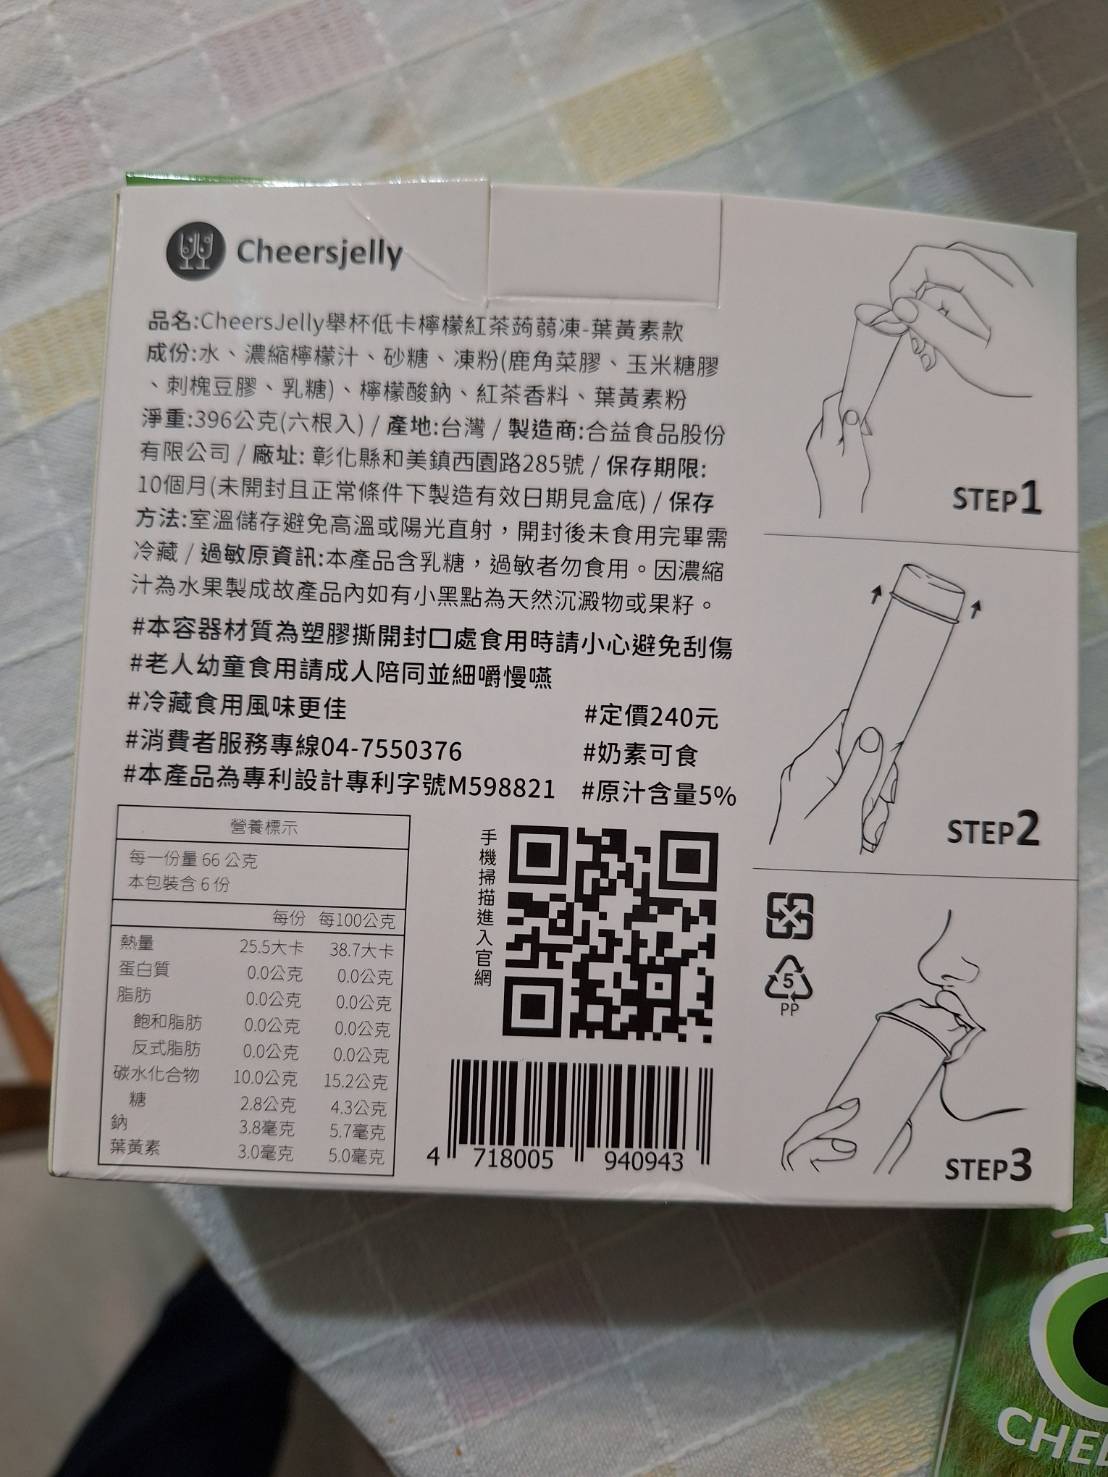 Cheersjelly
品名:CheersJelly舉杯低卡檸檬紅茶蒟蒻凍-葉黃素款
成份:水、濃縮檸檬汁、砂糖、凍粉(鹿角菜膠、玉米糖膠
、刺槐豆膠、乳糖)、檸檬酸鈉、紅茶香料、葉黃素粉
淨重:396公克(六根入) / 產地:台灣 / 製造商:合益食品股份
有限公司 / 廠址: 彰化縣和美鎮西園路285號 / 保存期限:
10個月(未開封且正常條件下製造有效日期見盒底) / 保存
方法:室溫儲存避免高溫或陽光直射，開封後未食用完畢需
冷藏 / 過敏原資訊:本產品含乳糖，過敏者勿食用。因濃縮
汁為水果製成故產品內如有小黑點為天然沉澱物或果籽。
#本容器材質為塑膠撕開封口處食用時請小心避免刮傷
#老人幼童食用請成人陪同並細嚼慢嚥
#冷藏食用風味更佳 #定價240元
#消費者服務專線04-7550376 #奶素可食
#本產品為專利設計專利字號M598821 #原汁含量5%
營養標示
每一份量 66 公克
本包裝含 6 份
每份 每100公克
熱量 25.5大卡 38.7大卡
蛋白質 0.0公克 0.0公克
脂肪 0.0公克 0.0公克
飽和脂肪 0.0公克 0.0公克
反式脂肪 0.0公克 0.0公克
碳水化合物 10.0公克 15.2公克
糖 2.8公克 4.3公克
鈉 3.8毫克 5.7毫克
葉黃素 3.0毫克 5.0毫克
手機掃描進入官網
4 718005 940943
STEP1
STEP2
5
PP
STEP3